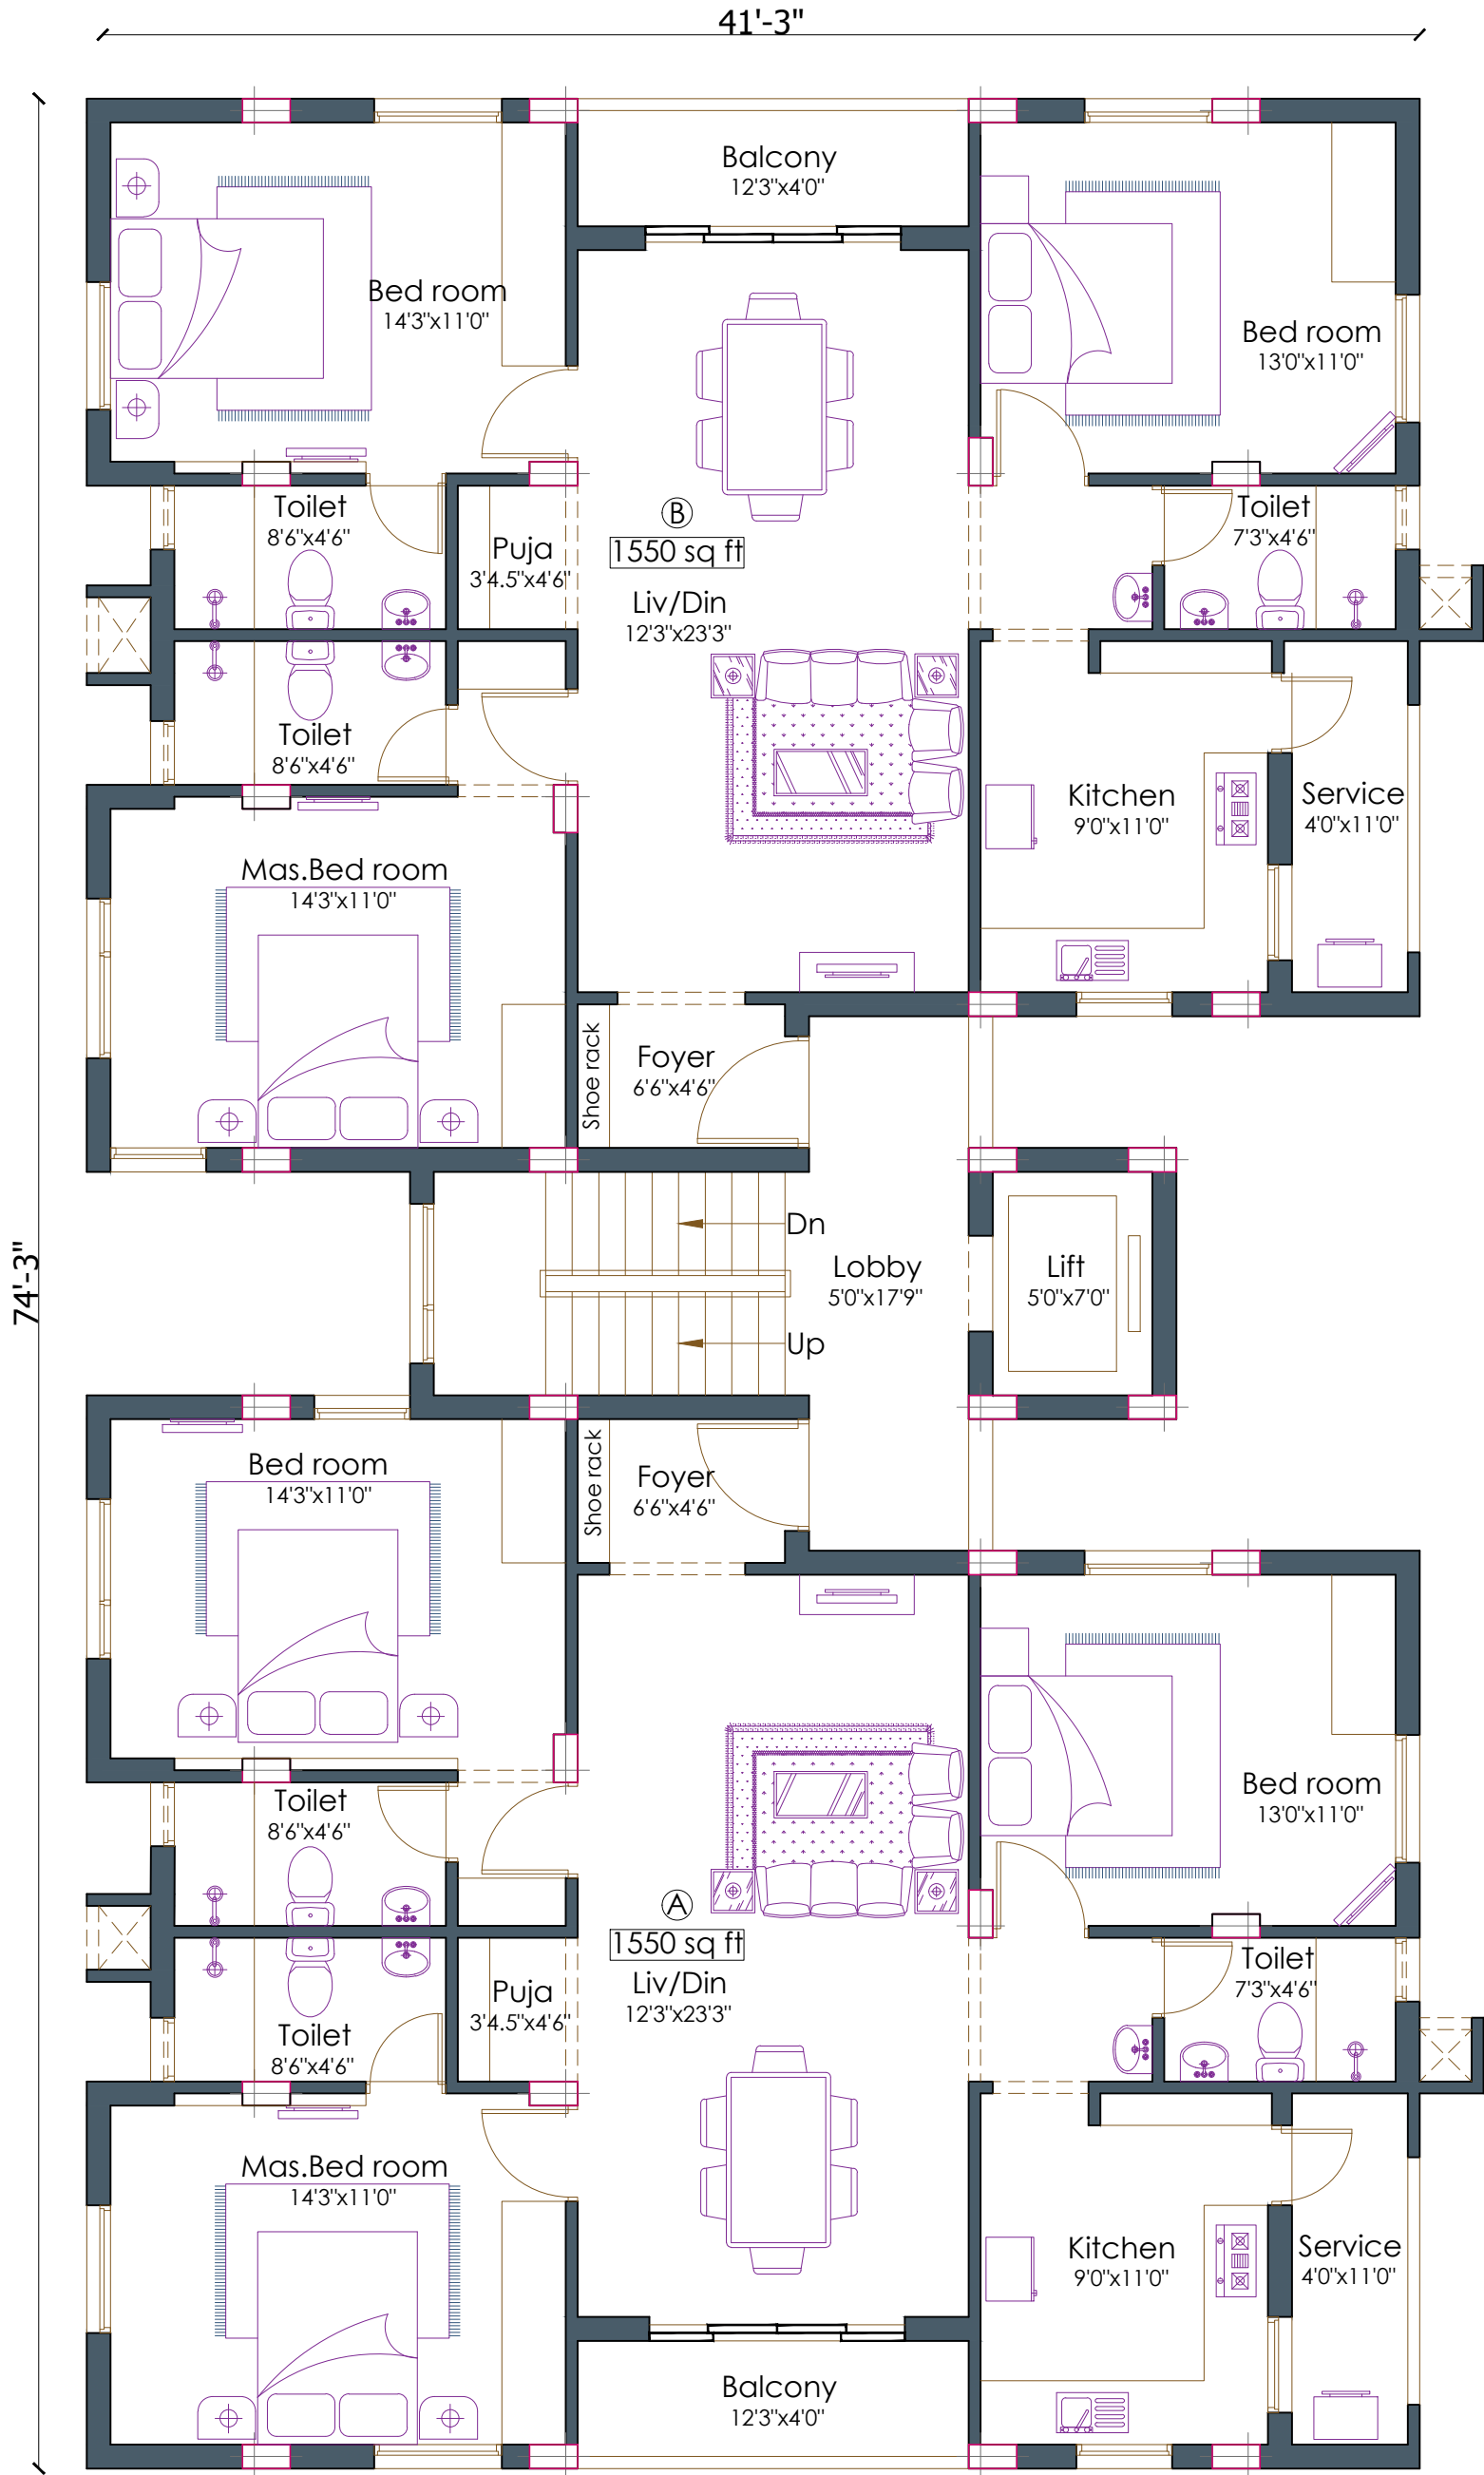 41'-3"
74'-3"
Balcony
12'3"x4'0"
Bed room
14'3"x11'0"
Bed room
13'0"x11'0"
Toilet
8'6"x4'6"
Puja
3'4.5"x4'6"
B
1550 sq ft
Liv/Din
12'3"x23'3"
Toilet
7'3"x4'6"
Toilet
8'6"x4'6"
Kitchen
9'0"x11'0"
Service
4'0"x11'0"
Mas.Bed room
14'3"x11'0"
Shoe rack
Foyer
6'6"x4'6"
Dn
Up
Lobby
5'0"x17'9"
Lift
5'0"x7'0"
Bed room
14'3"x11'0"
Shoe rack
Foyer
6'6"x4'6"
Bed room
13'0"x11'0"
Toilet
8'6"x4'6"
A
1550 sq ft
Liv/Din
12'3"x23'3"
Puja
3'4.5"x4'6"
Toilet
7'3"x4'6"
Toilet
8'6"x4'6"
Mas.Bed room
14'3"x11'0"
Kitchen
9'0"x11'0"
Service
4'0"x11'0"
Balcony
12'3"x4'0"